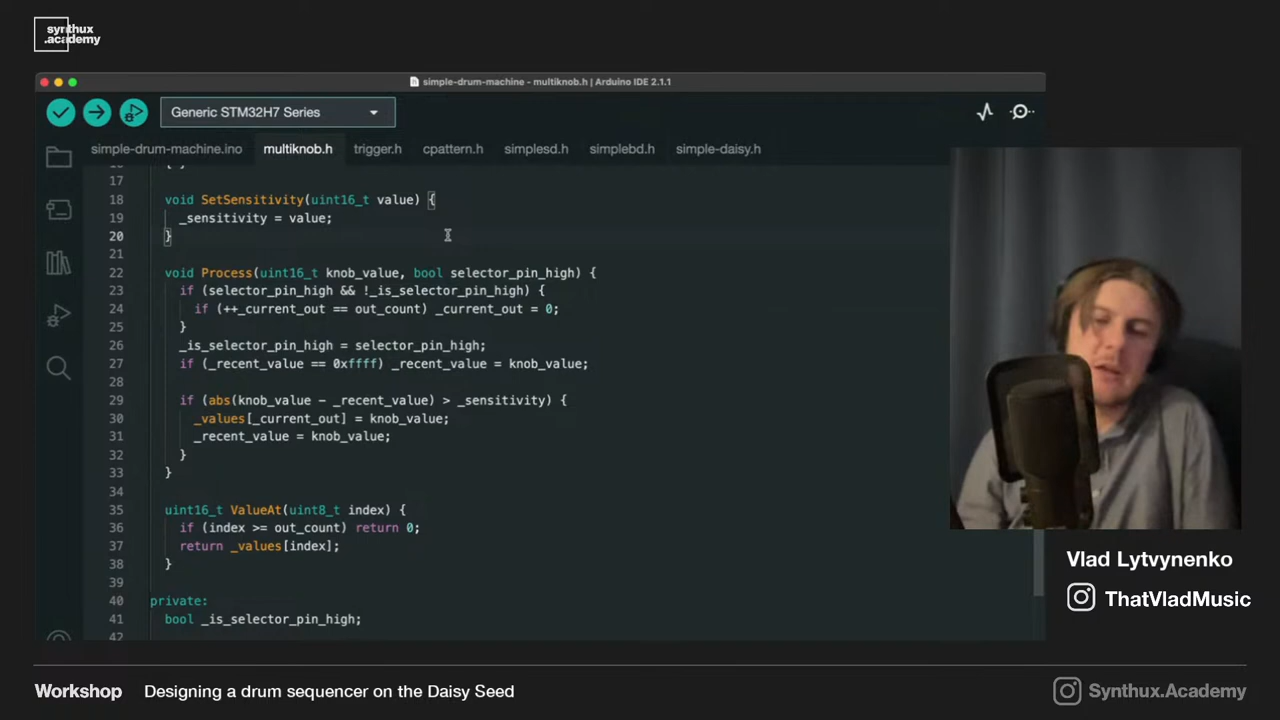 synthux
.academy
simple-drum-machine - multiknob.h | Arduino IDE 2.1.1
Generic STM32H7 Series
simple-drum-machine.ino multiknob.h trigger.h cpattern.h simplesd.h simplebd.h simple-daisy.h
17
18 void SetSensitivity(uint16_t value) {
19 _sensitivity = value;
20 }
21
22 void Process(uint16_t knob_value, bool selector_pin_high) {
23 if (selector_pin_high && !_is_selector_pin_high) {
24 if (++_current_out == out_count) _current_out = 0;
25 }
26 _is_selector_pin_high = selector_pin_high;
27 if (_recent_value == 0xffff) _recent_value = knob_value;
28
29 if (abs(knob_value - _recent_value) > _sensitivity) {
30 _values[_current_out] = knob_value;
31 _recent_value = knob_value;
32 }
33 }
34
35 uint16_t ValueAt(uint8_t index) {
36 if (index >= out_count) return 0;
37 return _values[index];
38 }
39
40 private:
41 bool _is_selector_pin_high;
42
Vlad Lytvynenko
ThatVladMusic
Workshop Designing a drum sequencer on the Daisy Seed
Synthux.Academy